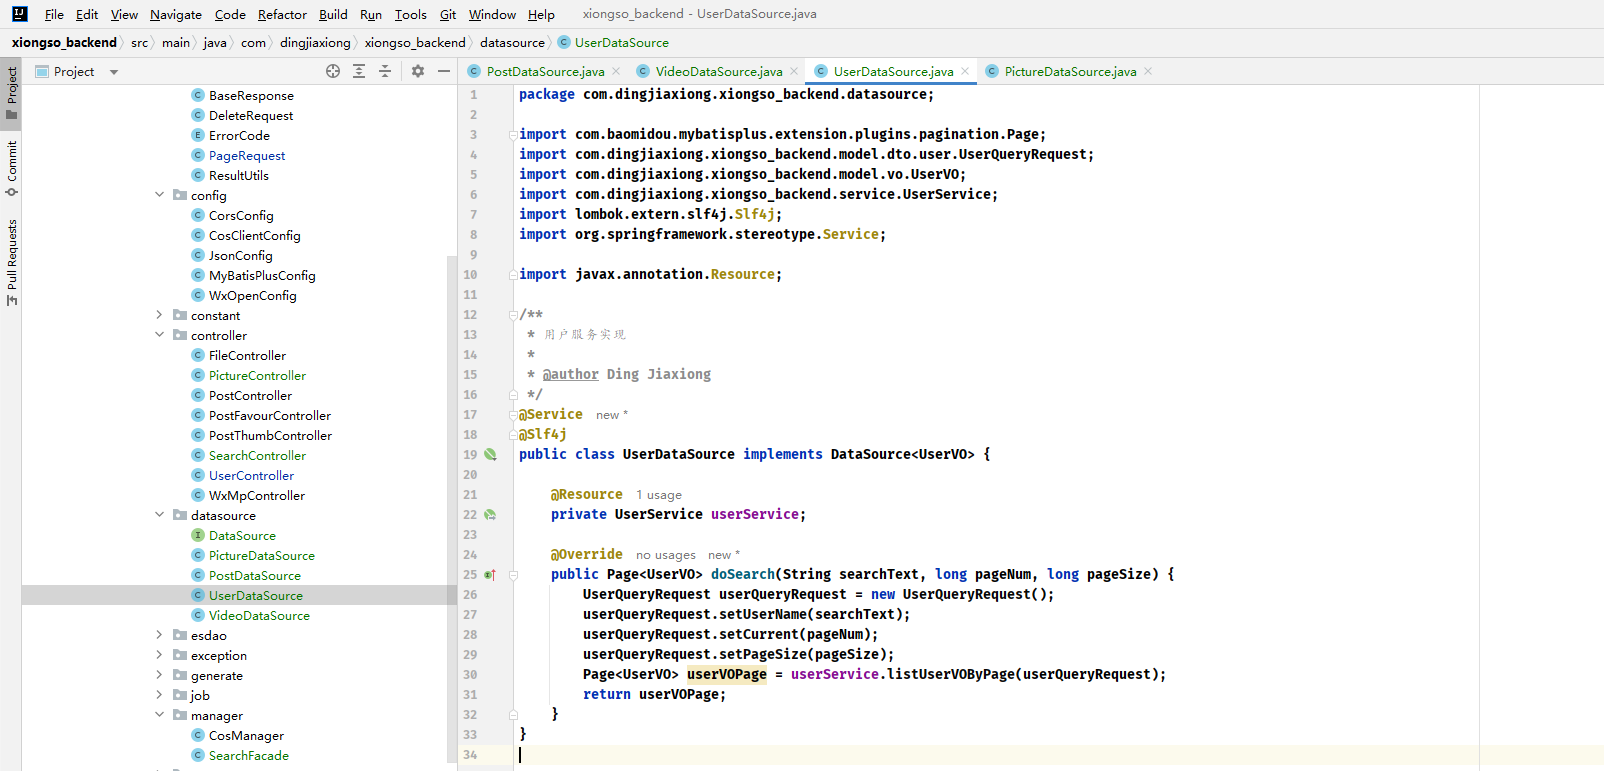 File Edit View Navigate Code Refactor Build Run Tools Git Window Help xiongso_backend - UserDataSource.java
xiongso_backend src main java com dingjiaxiong xiongso_backend datasource UserDataSource
Project
PostDataSource.java VideoDataSource.java UserDataSource.java PictureDataSource.java
Project
Commit
Pull Requests
BaseResponse
DeleteRequest
ErrorCode
PageRequest
ResultUtils
config
CorsConfig
CosClientConfig
JsonConfig
MyBatisPlusConfig
WxOpenConfig
constant
controller
FileController
PictureController
PostController
PostFavourController
PostThumbController
SearchController
UserController
WxMpController
datasource
DataSource
PictureDataSource
PostDataSource
UserDataSource
VideoDataSource
esdao
exception
generate
job
manager
CosManager
SearchFacade
1 package com.dingjiaxiong.xiongso_backend.datasource;
2
3 import com.baomidou.mybatisplus.extension.plugins.pagination.Page;
4 import com.dingjiaxiong.xiongso_backend.model.dto.user.UserQueryRequest;
5 import com.dingjiaxiong.xiongso_backend.model.vo.UserVO;
6 import com.dingjiaxiong.xiongso_backend.service.UserService;
7 import lombok.extern.slf4j.Slf4j;
8 import org.springframework.stereotype.Service;
9
10 import javax.annotation.Resource;
11
12 /**
13 * 用户服务实现
14 *
15 * @author Ding Jiaxiong
16 */
17 @Service new *
18 @Slf4j
19 public class UserDataSource implements DataSource<UserVO> {
20
21 @Resource 1 usage
22 private UserService userService;
23
24 @Override no usages new *
25 public Page<UserVO> doSearch(String searchText, long pageNum, long pageSize) {
26 UserQueryRequest userQueryRequest = new UserQueryRequest();
27 userQueryRequest.setUserName(searchText);
28 userQueryRequest.setCurrent(pageNum);
29 userQueryRequest.setPageSize(pageSize);
30 Page<UserVO> userVOPage = userService.listUserVOByPage(userQueryRequest);
31 return userVOPage;
32 }
33 }
34